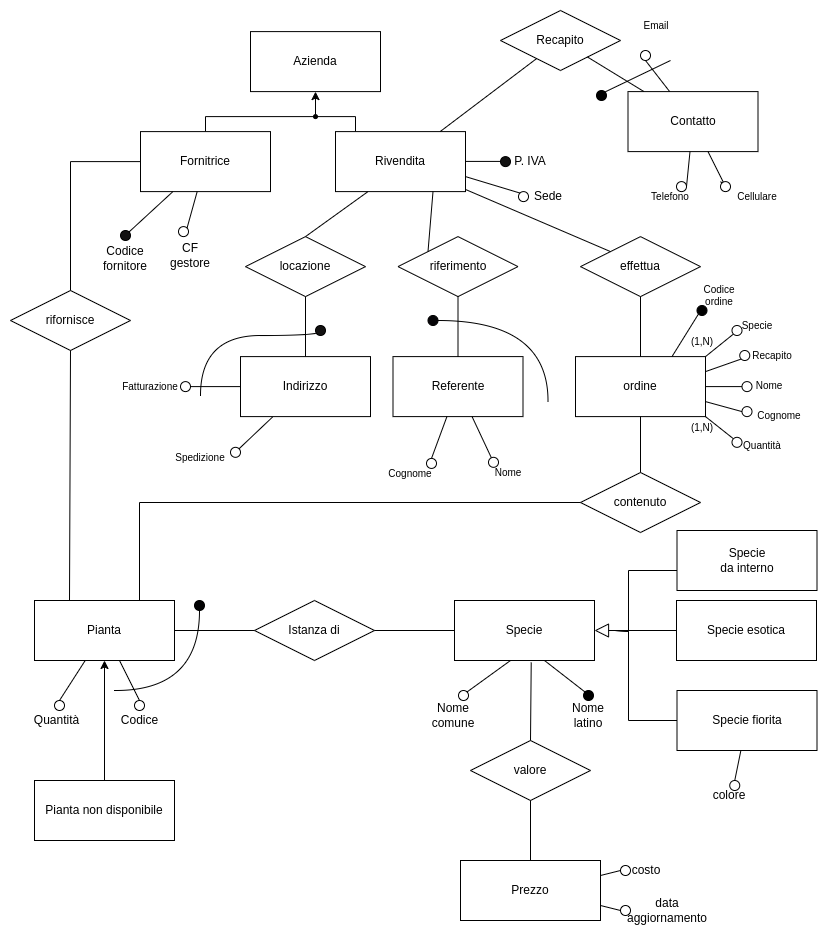 Email
Recapito
Azienda
Contatto
Fornitrice
Rivendita
P. IVA
Sede
Telefono
Cellulare
Codice
fornitore
CF
gestore
locazione
riferimento
effettua
Codice
ordine
rifornisce
Specie
(1,N)
Recapito
Fatturazione
Indirizzo
Referente
ordine
Nome
Cognome
(1,N)
Quantità
Spedizione
Cognome
Nome
contenuto
Specie
da interno
Pianta
Istanza di
Specie
Specie esotica
Quantità
Codice
Nome
comune
Nome
latino
Specie fiorita
valore
colore
Pianta non disponibile
Prezzo
costo
data
aggiornamento